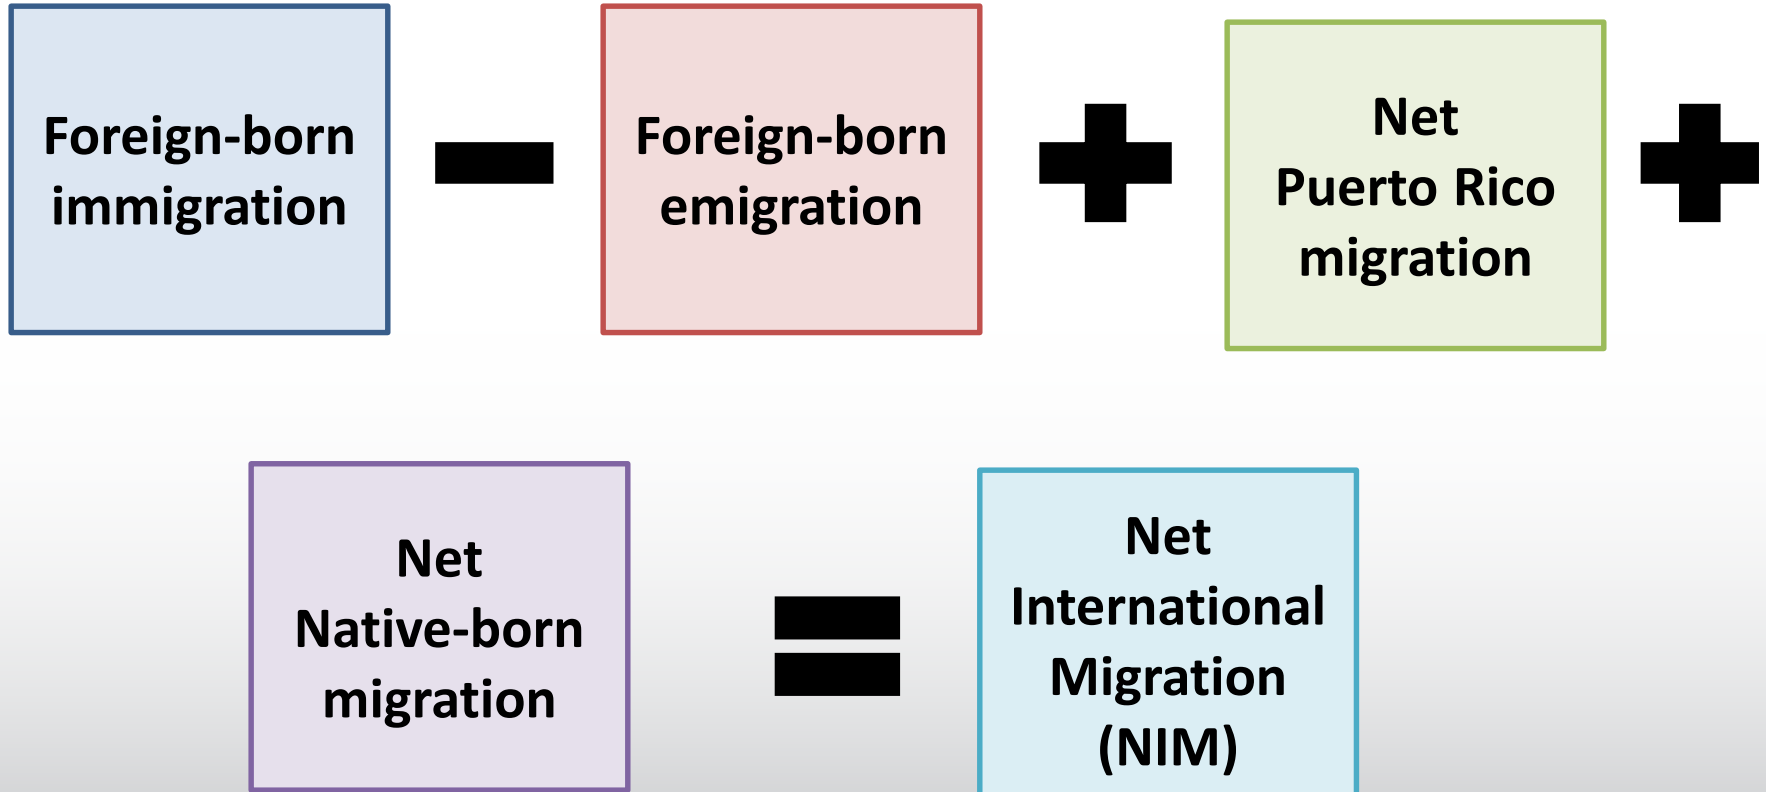 Foreign-born
immigration
Foreign-born
emigration
Net
Puerto Rico
migration
Net
Native-born
migration
Net
International
Migration
(NIM)